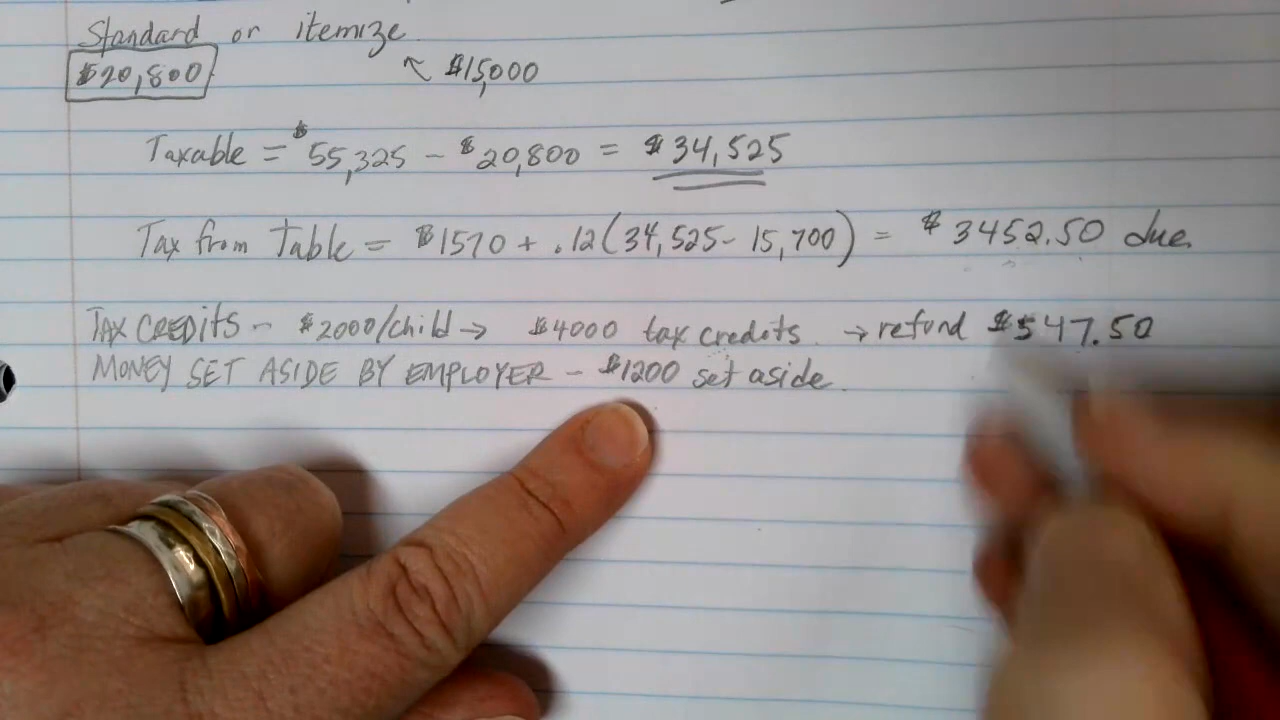 Standard or itemize
$20,800 ↖ $15,000
Taxable = $55,325 - $20,800 = $34,525
Tax from table = $1570 + .12(34,525 - 15,700) = $3452.50 due.
TAX CREDITS - $2000/child → $4000 tax credits. → refund $547.50
MONEY SET ASIDE BY EMPLOYER - $1200 set aside.